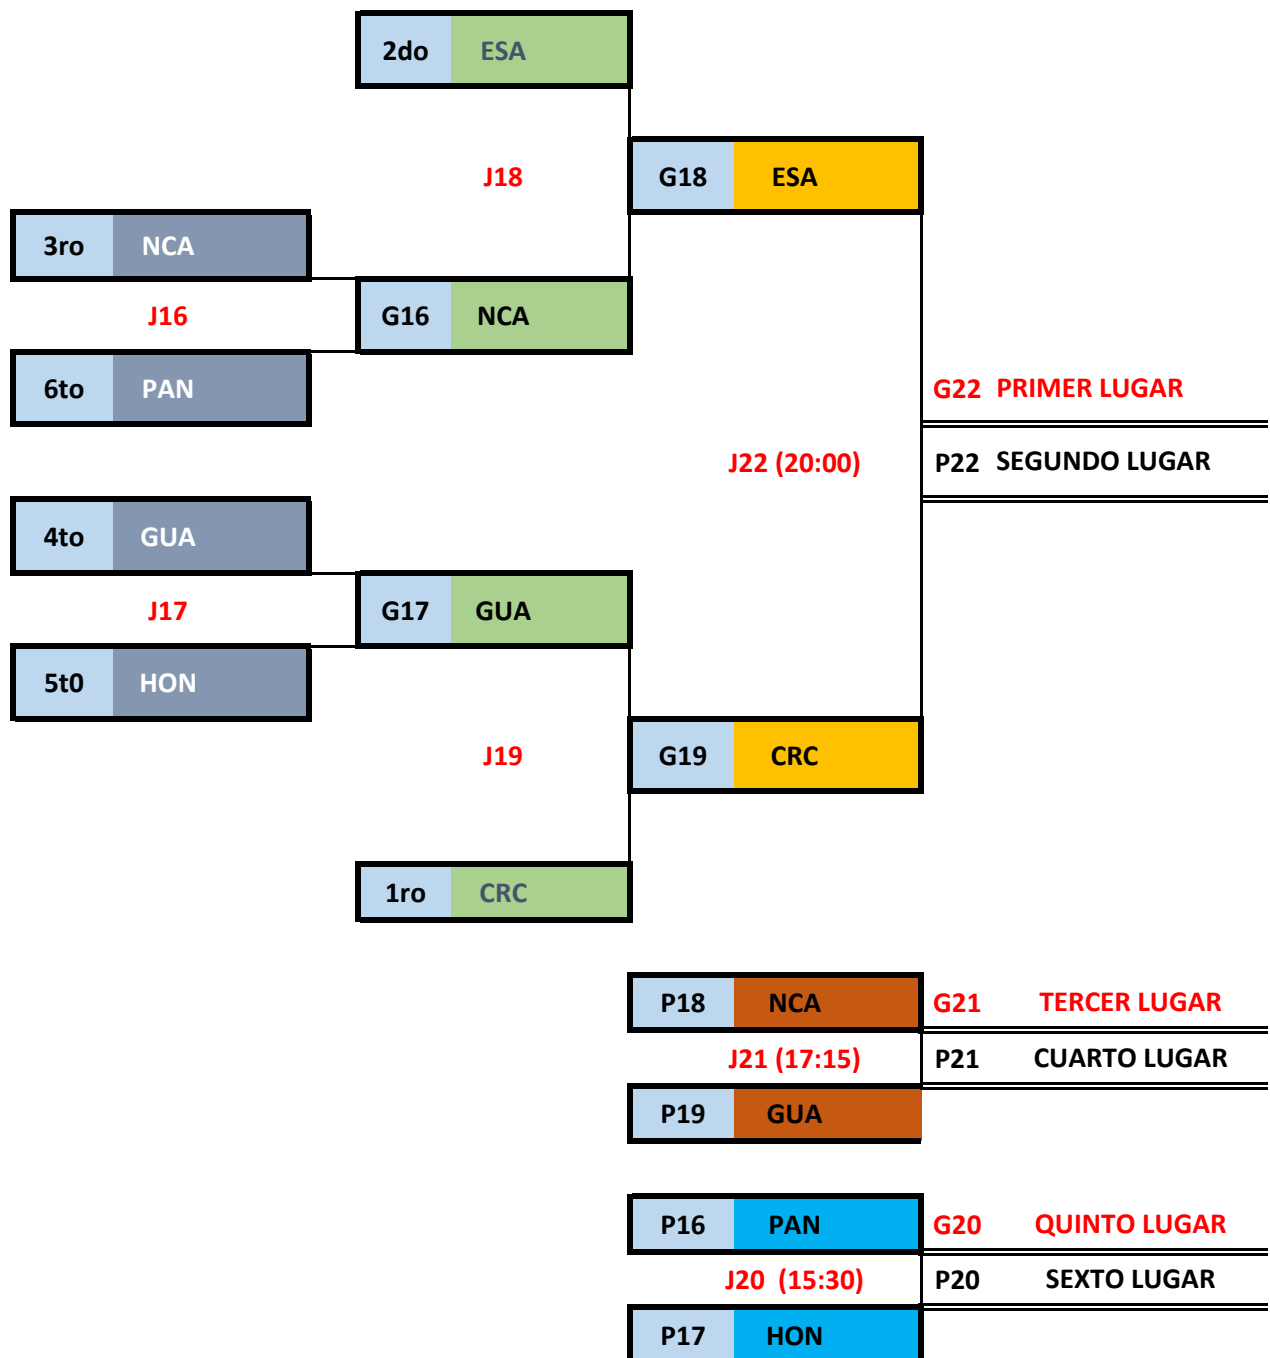 2do ESA
J18
G18 ESA
3ro NCA
J16
G16 NCA
6to PAN
G22 PRIMER LUGAR
J22 (20:00)
P22 SEGUNDO LUGAR
4to GUA
J17
G17 GUA
5t0 HON
J19
G19 CRC
1ro CRC
P18 NCA
G21 TERCER LUGAR
J21 (17:15)
P21 CUARTO LUGAR
P19 GUA
P16 PAN
G20 QUINTO LUGAR
J20 (15:30)
P20 SEXTO LUGAR
P17 HON